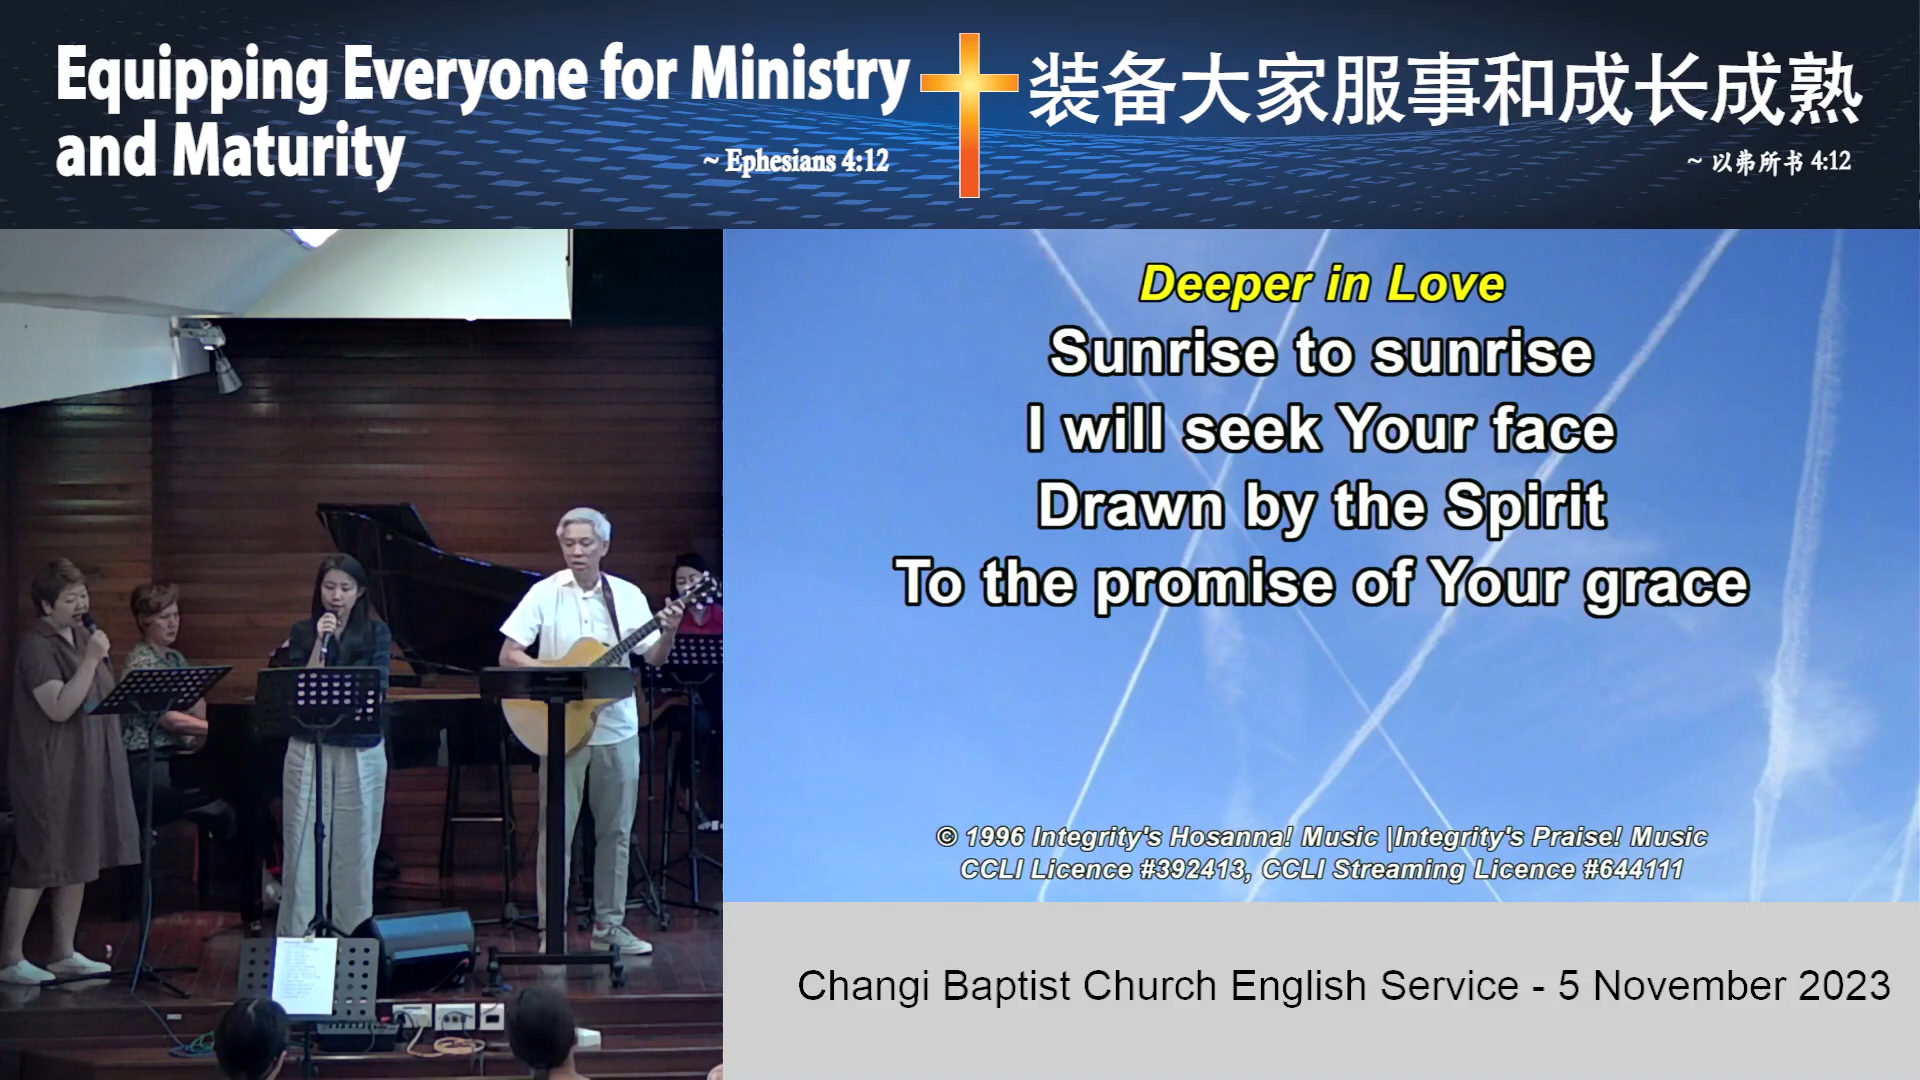 Equipping Everyone for Ministry
and Maturity
~ Ephesians 4:12
装备大家服事和成长成熟
~ 以弗所书 4:12
Deeper in Love
Sunrise to sunrise
I will seek Your face
Drawn by the Spirit
To the promise of Your grace
© 1996 Integrity's Hosanna! Music |Integrity's Praise! Music
CCLI Licence #392413, CCLI Streaming Licence #644111
Changi Baptist Church English Service - 5 November 2023